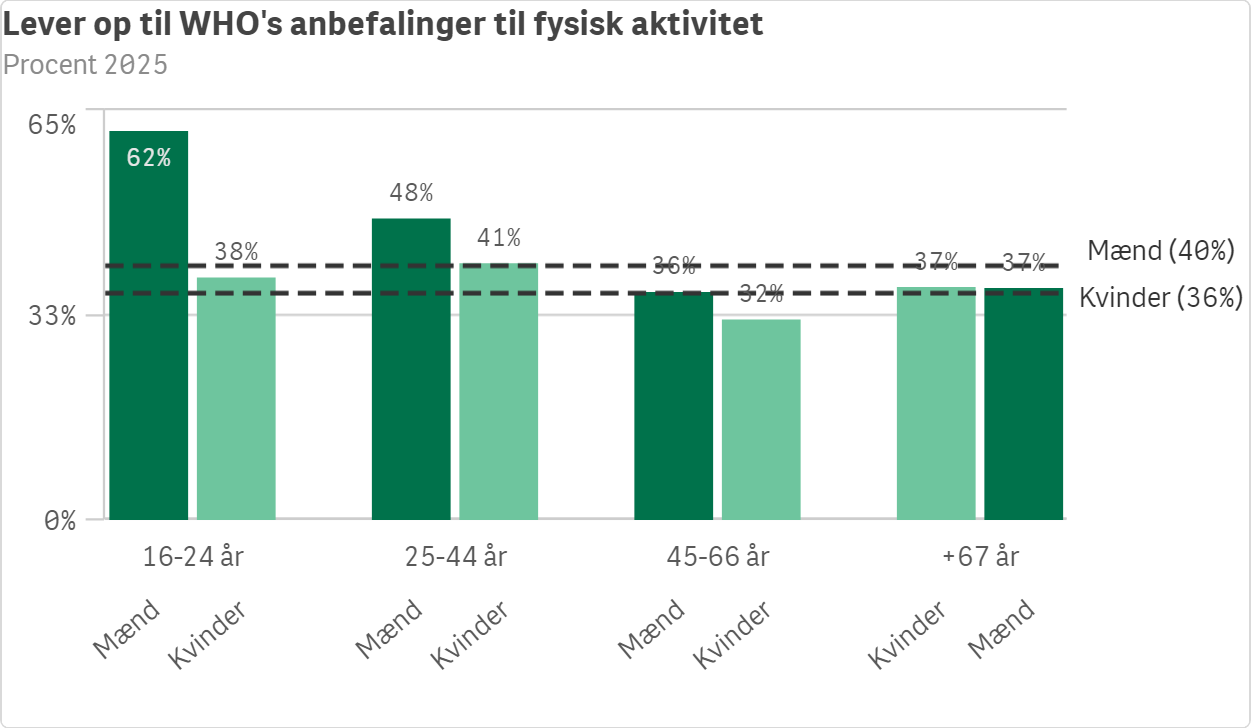 Lever op til WHO's anbefalinger til fysisk aktivitet
Procent 2025
65%
33%
0%
62%
38%
48%
41%
36%
32%
37%
37%
Mænd (40%)
Kvinder (36%)
16-24 år
25-44 år
45-66 år
+67 år
Mænd
Kvinder
Mænd
Kvinder
Mænd
Kvinder
Kvinder
Mænd